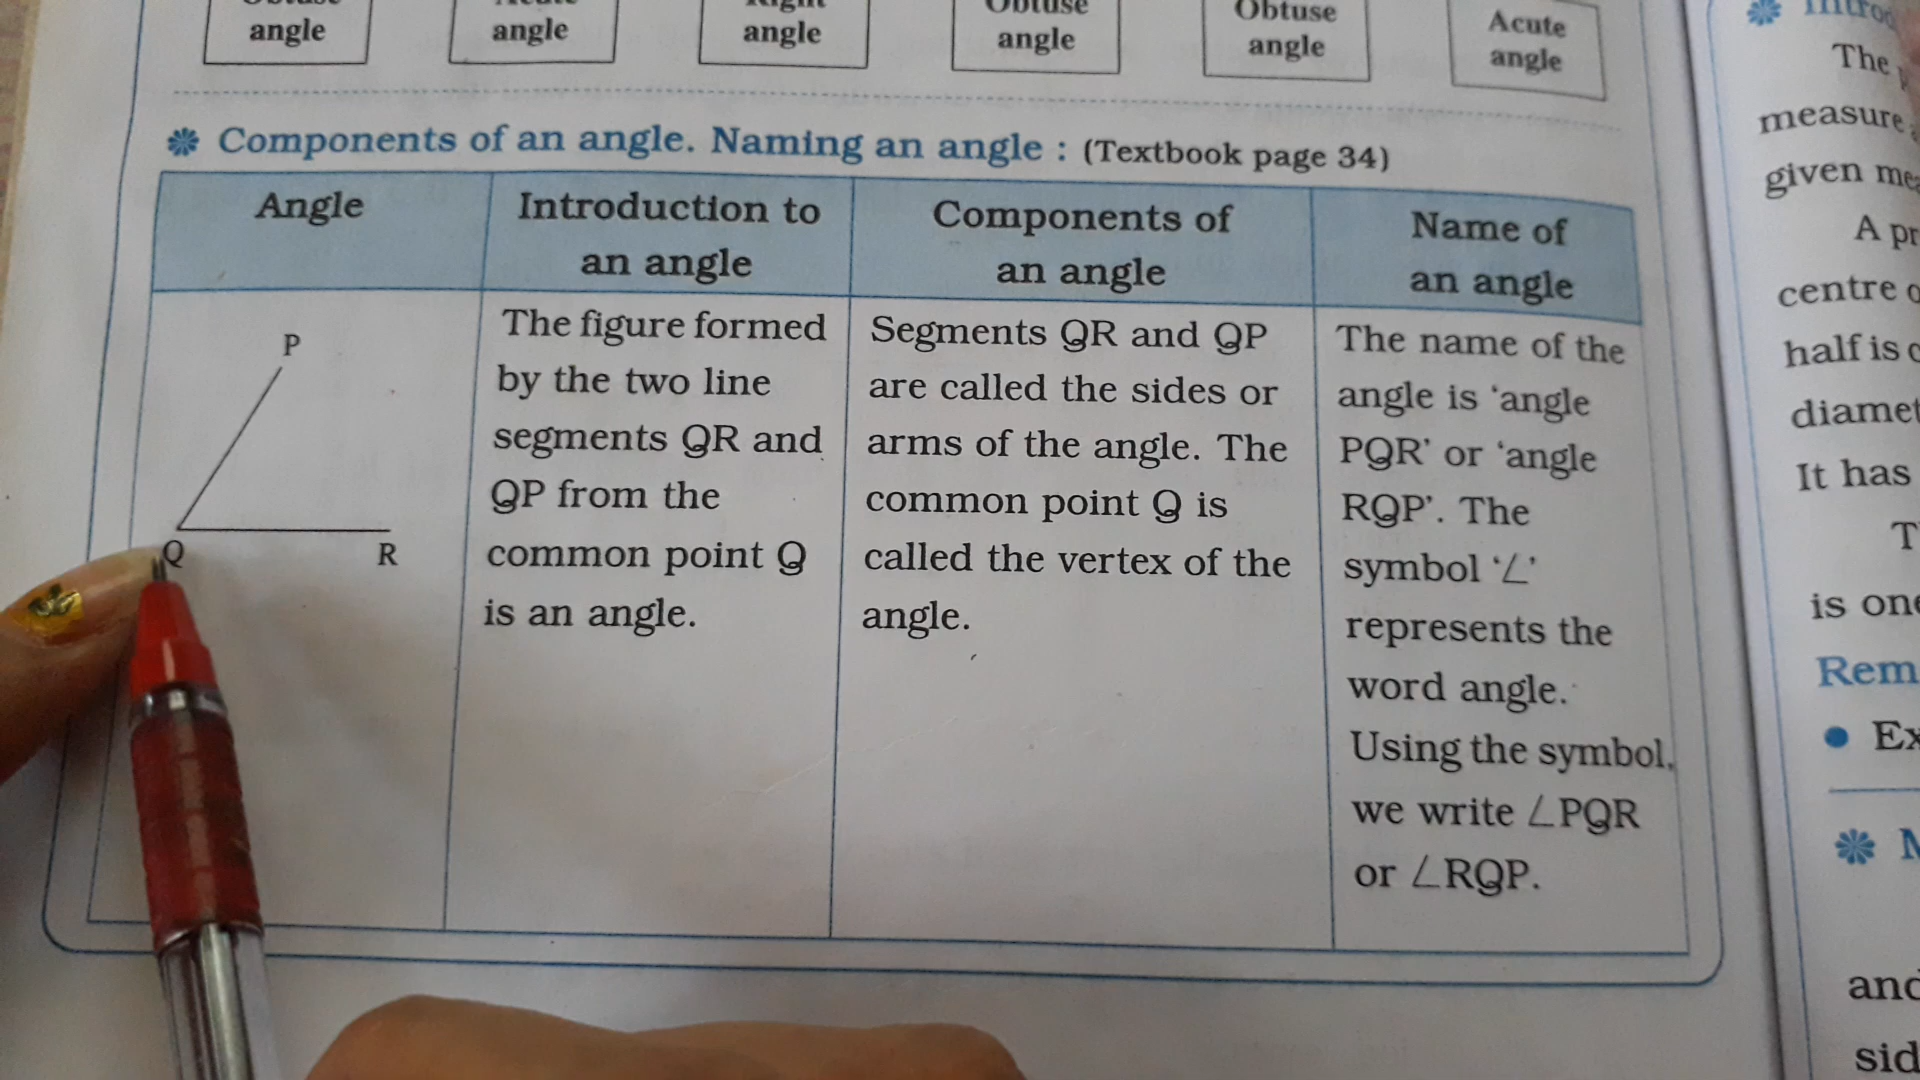 Obtuse
angle
Acute
angle
Right
angle
Obtuse
angle
Obtuse
angle
Acute
angle
Components of an angle. Naming an angle : (Textbook page 34)
Angle
P
Q
R
Introduction to
an angle
The figure formed
by the two line
segments QR and
QP from the
common point Q
is an angle.
Components of
an angle
Segments QR and QP
are called the sides or
arms of the angle. The
common point Q is
called the vertex of the
angle.
Name of
an angle
The name of the
angle is ‘angle
PQR’ or ‘angle
RQP’. The
symbol ‘∠’
represents the
word angle.
Using the symbol,
we write ∠PQR
or ∠RQP.
The
measure
given
A
centre
half is
It has
is
and